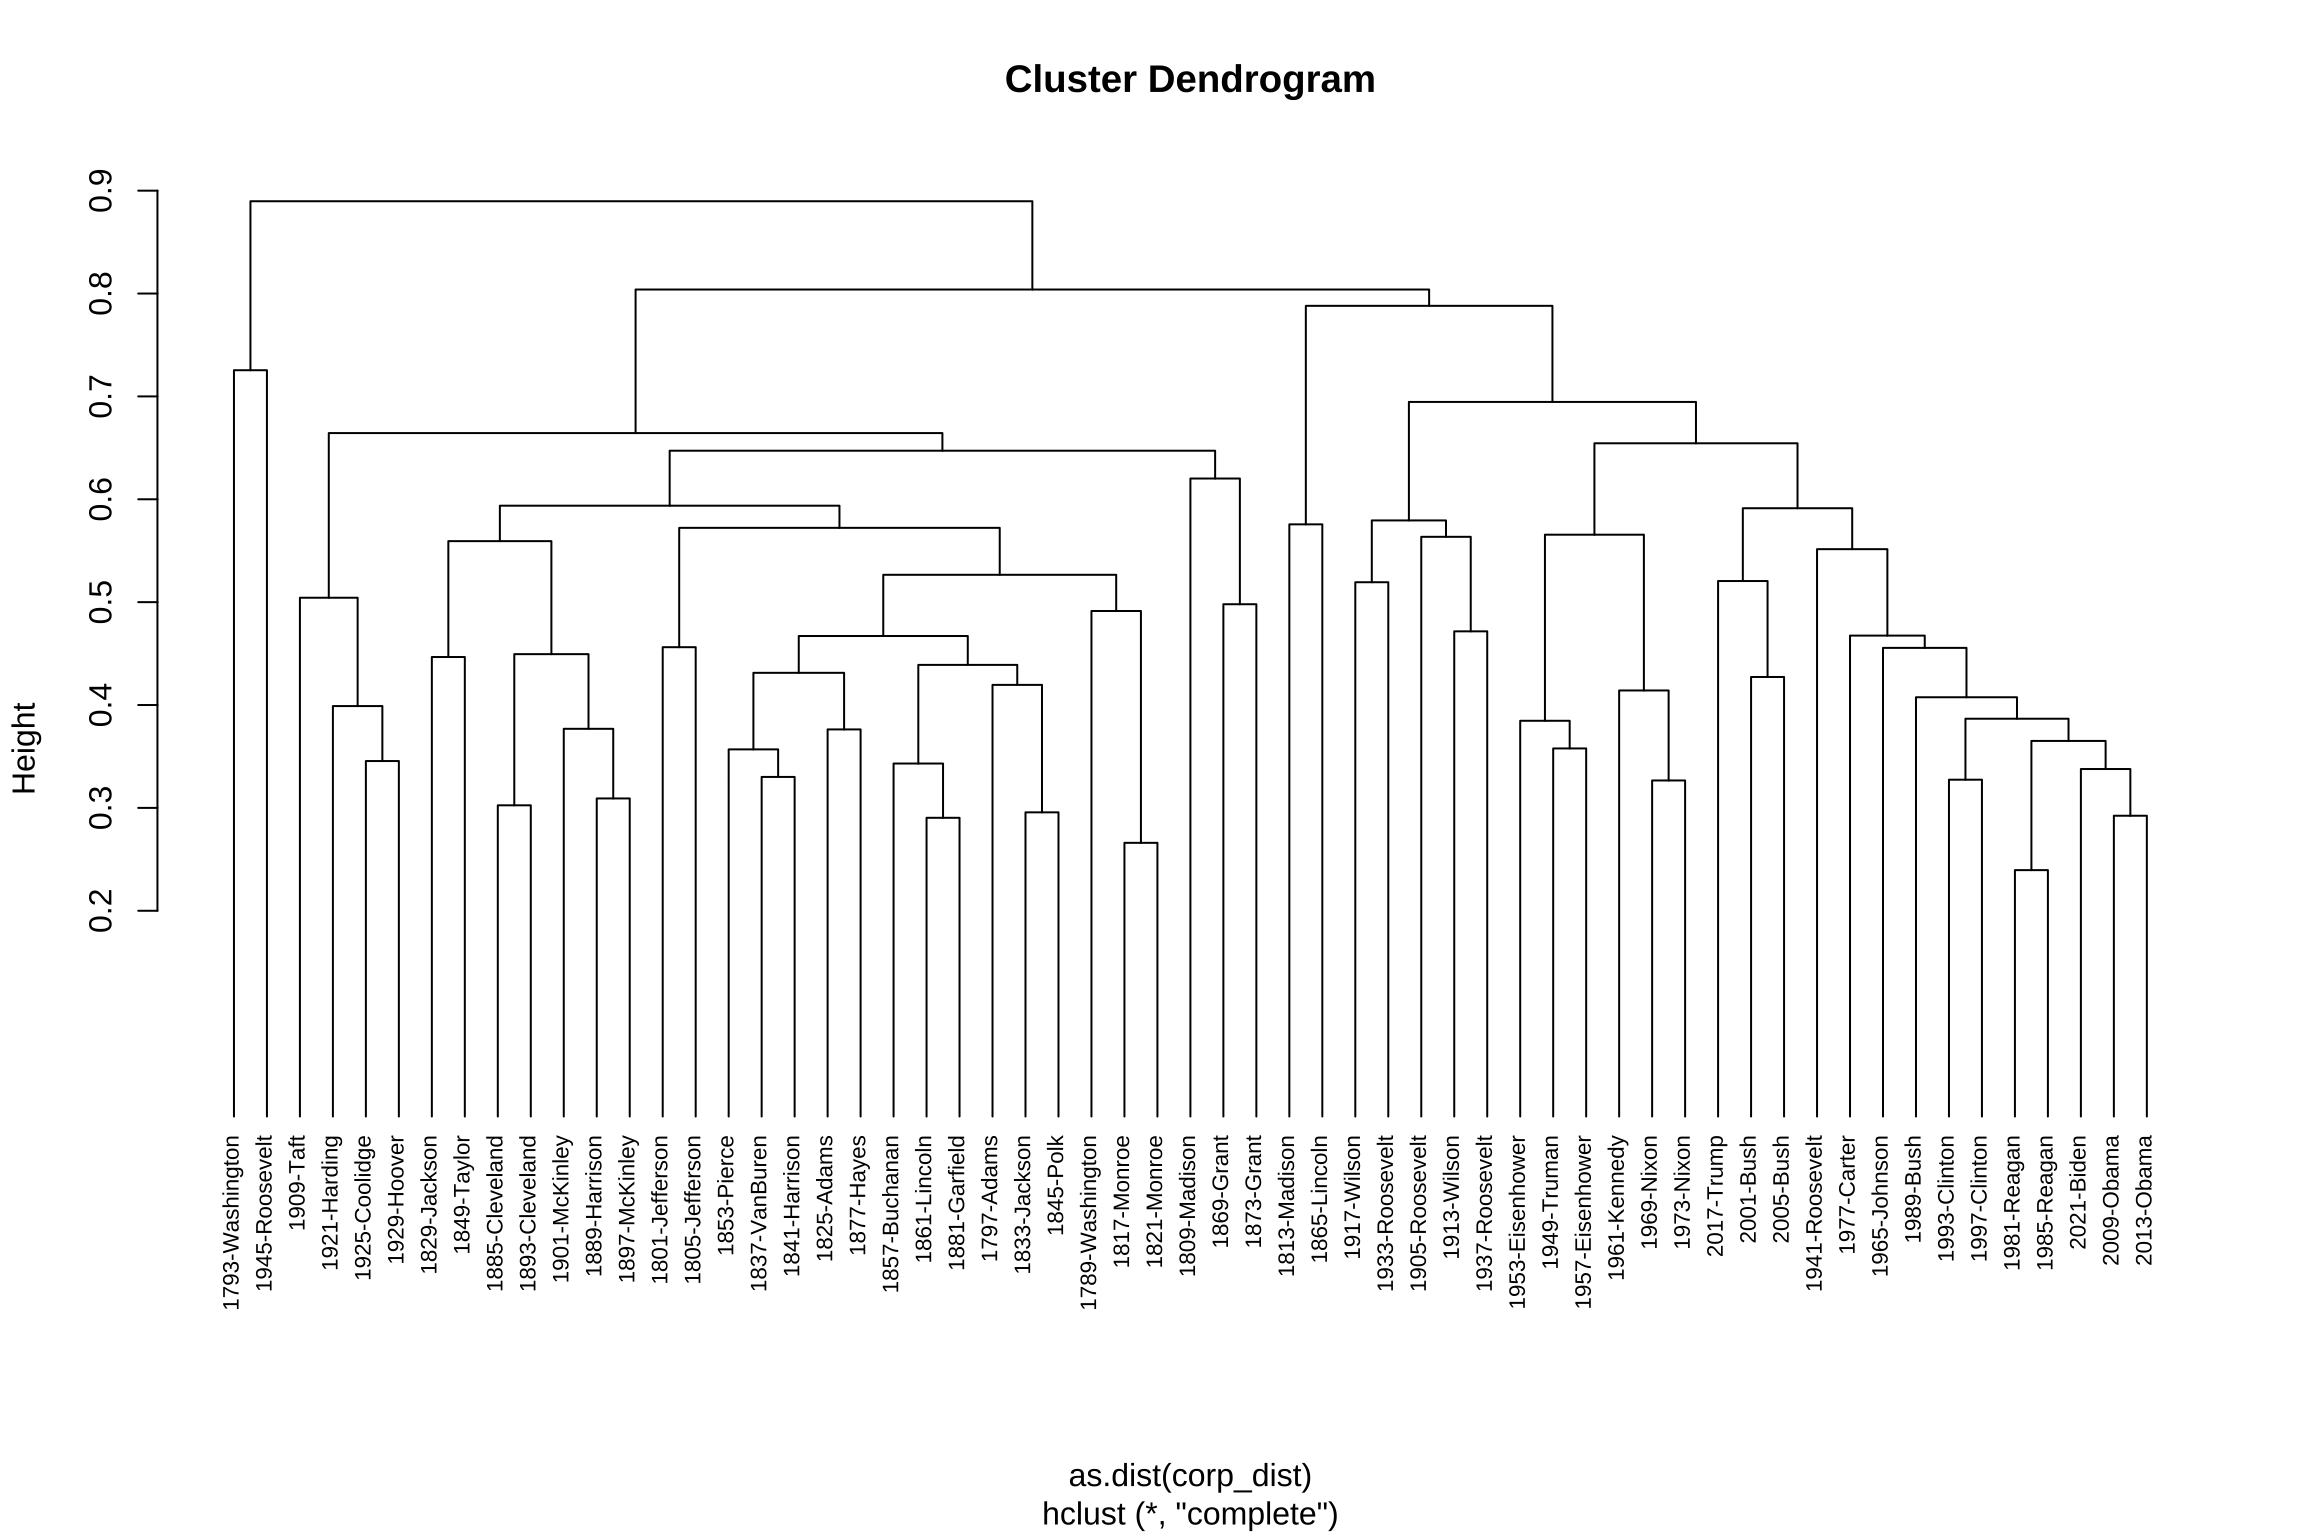 Cluster Dendrogram
Height
0.9
0.8
0.7
0.6
0.5
0.4
0.3
0.2
1793-Washington
1945-Roosevelt
1909-Taft
1921-Harding
1925-Coolidge
1929-Hoover
1829-Jackson
1849-Taylor
1885-Cleveland
1893-Cleveland
1901-McKinley
1889-Harrison
1897-McKinley
1801-Jefferson
1805-Jefferson
1853-Pierce
1837-VanBuren
1841-Harrison
1825-Adams
1877-Hayes
1857-Buchanan
1861-Lincoln
1881-Garfield
1797-Adams
1833-Jackson
1845-Polk
1789-Washington
1817-Monroe
1821-Monroe
1809-Madison
1869-Grant
1873-Grant
1813-Madison
1865-Lincoln
1917-Wilson
1933-Roosevelt
1905-Roosevelt
1913-Wilson
1937-Roosevelt
1953-Eisenhower
1949-Truman
1957-Eisenhower
1961-Kennedy
1969-Nixon
1973-Nixon
2017-Trump
2001-Bush
2005-Bush
1941-Roosevelt
1977-Carter
1965-Johnson
1989-Bush
1993-Clinton
1997-Clinton
1981-Reagan
1985-Reagan
2021-Biden
2009-Obama
2013-Obama
as.dist(corp_dist)
hclust (*, "complete")